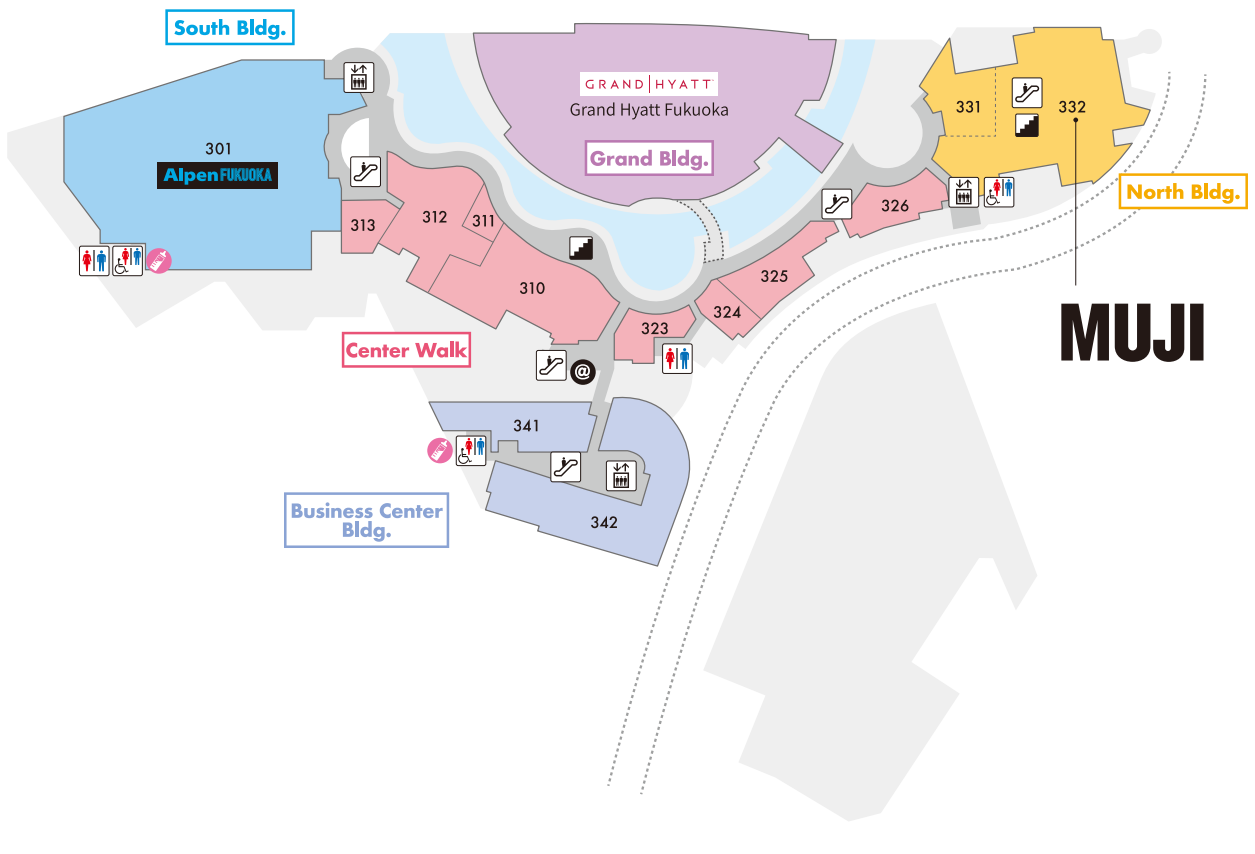 South Bldg.
GRAND HYATT
Grand Hyatt Fukuoka
Grand Bldg.
301
Alpen FUKUOKA
331
332
North Bldg.
313
312
311
326
310
325
324
323
MUJI
Center Walk
@
341
342
Business Center
Bldg.